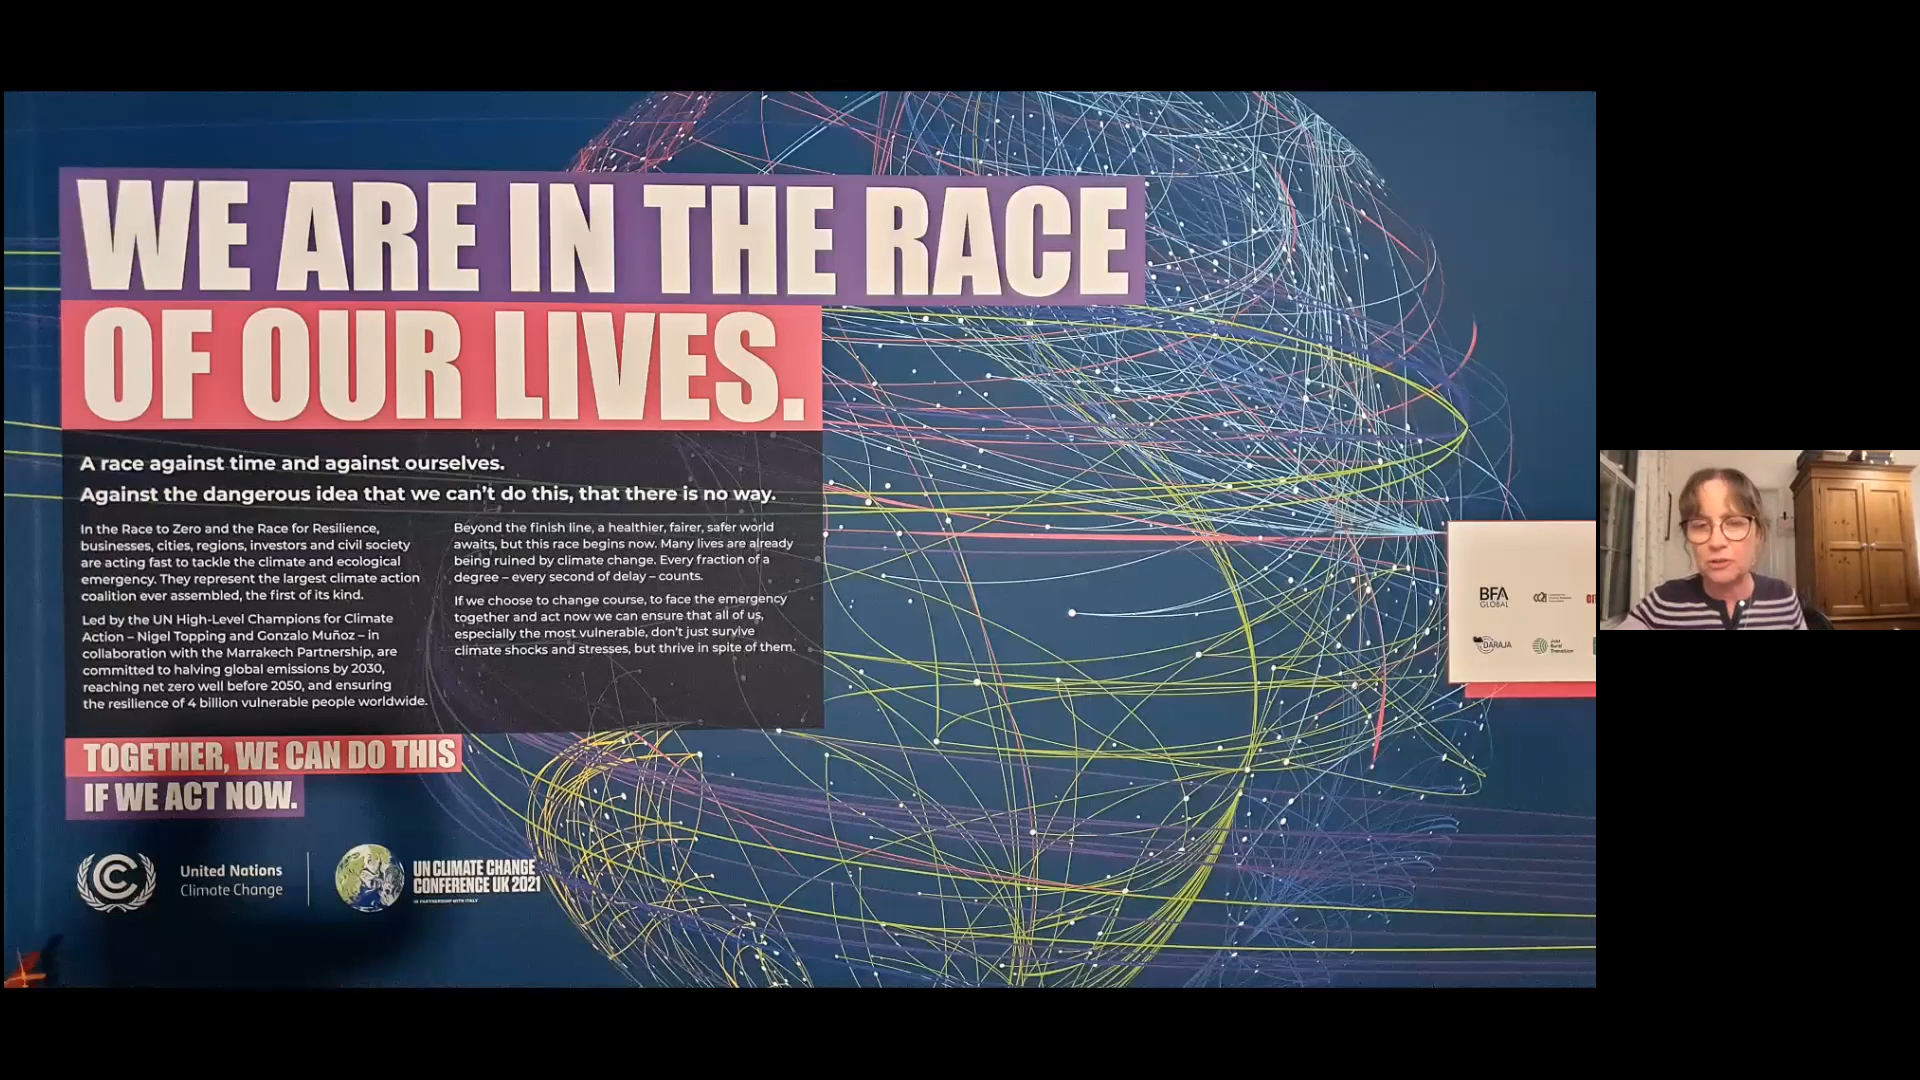 WE ARE IN THE RACE
OF OUR LIVES.
A race against time and against ourselves.
Against the dangerous idea that we can't do this, that there is no way.
In the Race to Zero and the Race for Resilience,
businesses, cities, regions, investors and civil society
are acting fast to tackle the climate and ecological
emergency. They represent the largest climate action
coalition ever assembled, the first of its kind.
Led by the UN High-Level Champions for Climate
Action – Nigel Topping and Gonzalo Muñoz – in
collaboration with the Marrakech Partnership, are
committed to halving global emissions by 2030,
reaching net zero well before 2050, and ensuring
the resilience of 4 billion vulnerable people worldwide.
Beyond the finish line, a healthier, fairer, safer world
awaits, but this race begins now. Many lives are already
being ruined by climate change. Every fraction of a
degree – every second of delay – counts.
If we choose to change course, to face the emergency
together and act now we can ensure that all of us,
especially the most vulnerable, don't just survive
climate shocks and stresses, but thrive in spite of them.
TOGETHER, WE CAN DO THIS
IF WE ACT NOW.
United Nations
Climate Change
UN CLIMATE CHANGE
CONFERENCE UK 2021
IN PARTNERSHIP WITH ITALY
BFA
GLOBAL
DARAJA
Just
Rural
Transition